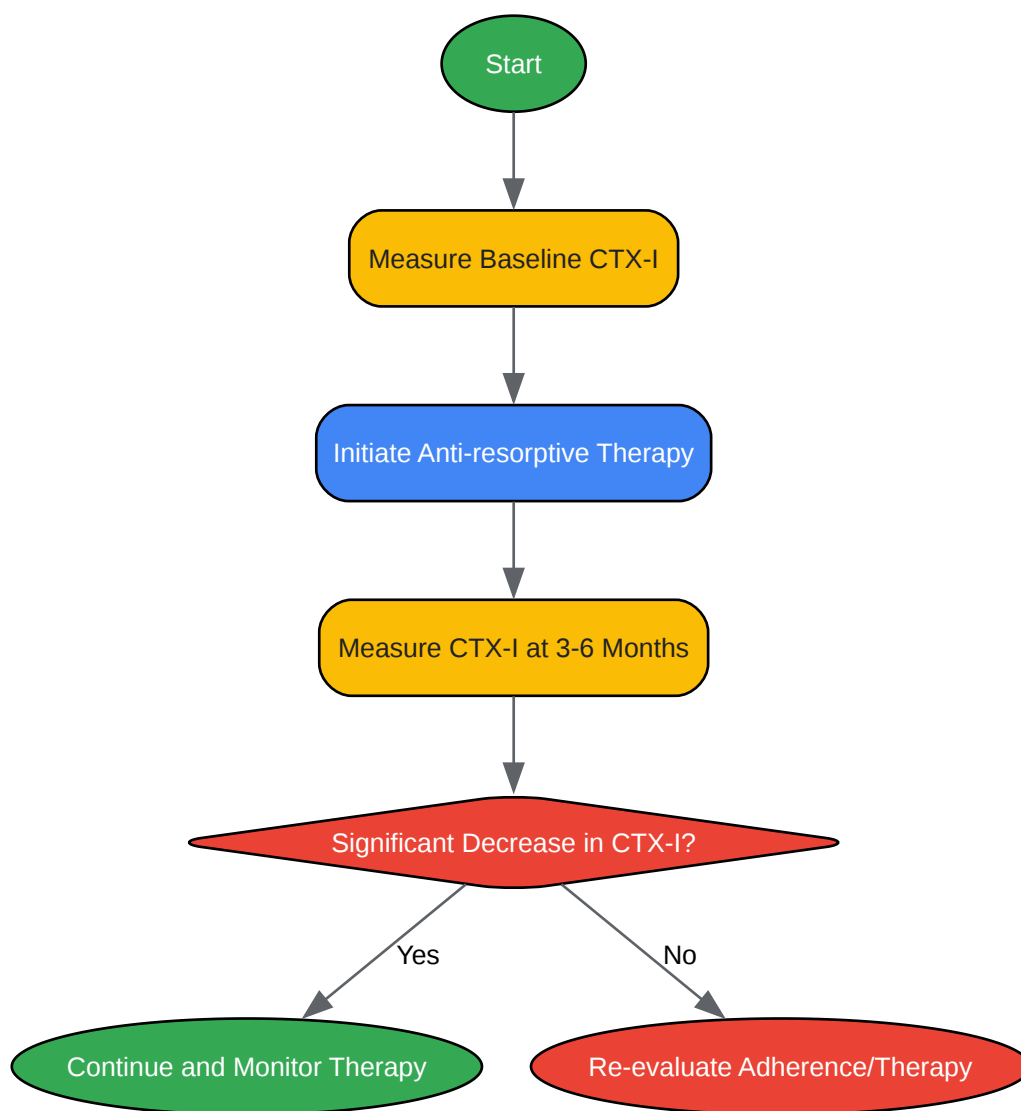 Start
Measure Baseline CTX-I
Initiate Anti-resorptive Therapy
Measure CTX-I at 3-6 Months
Significant Decrease in CTX-I?
Yes
No
Continue and Monitor Therapy
Re-evaluate Adherence/Therapy